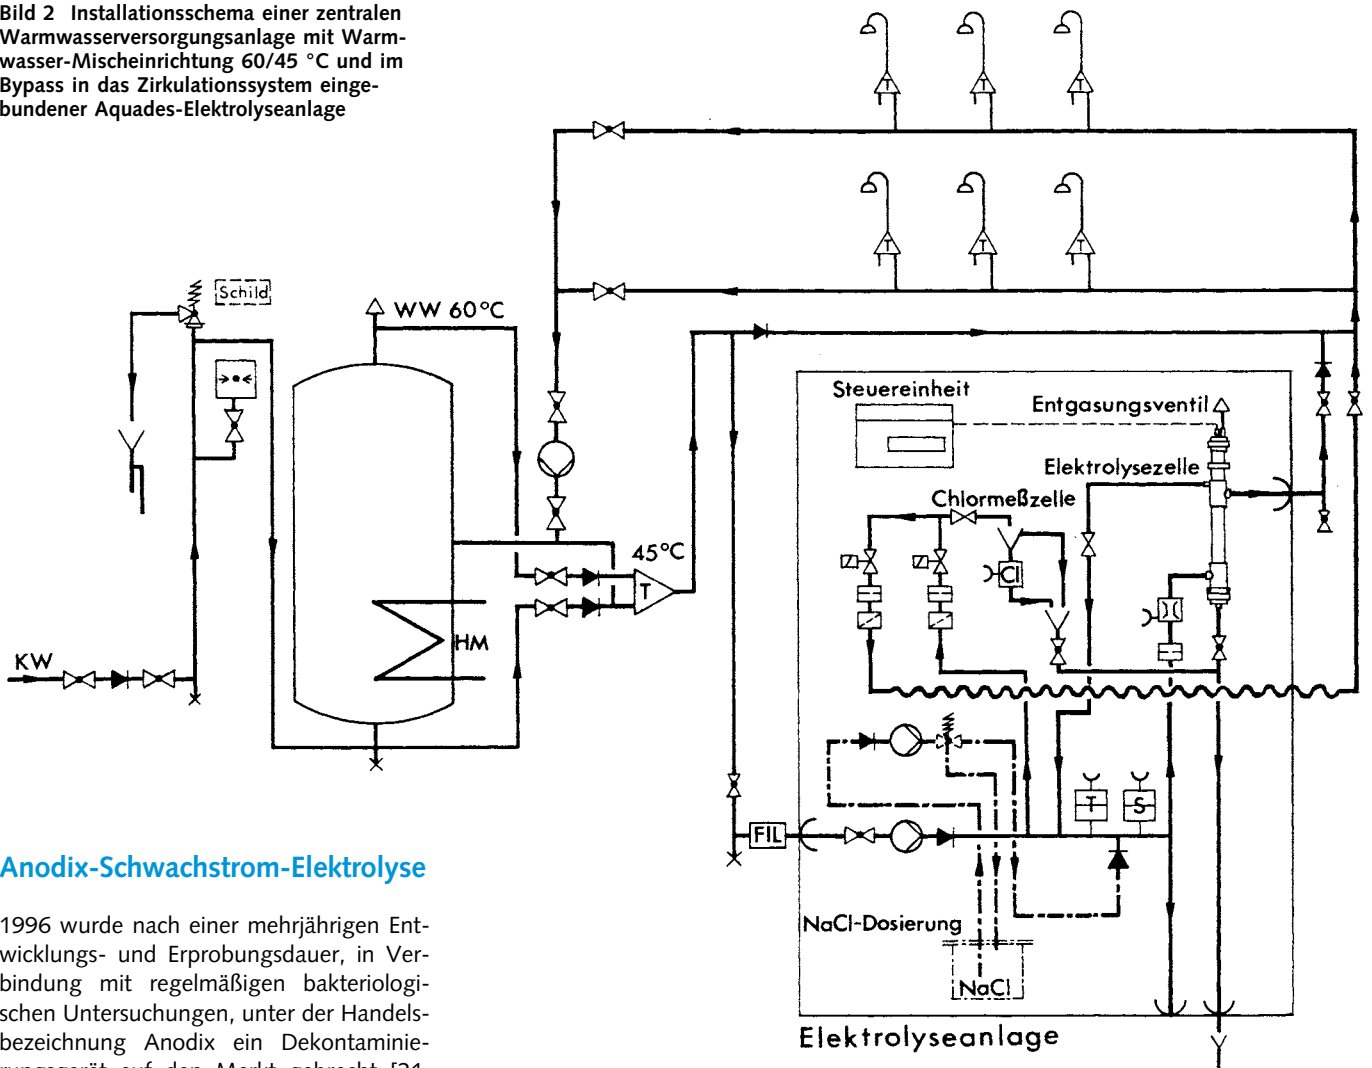 Bild 2 Installationsschema einer zentralen
Warmwasserversorgungsanlage mit Warm-
wasser-Mischeinrichtung 60/45 °C und im
Bypass in das Zirkulationssystem einge-
bundener Aquades-Elektrolyseanlage
T T T
T T T
Schild
WW 60°C
Steuereinheit
Entgasungsventil
Elektrolysezelle
Chlormeßzelle
45°C
T
Cl
HM
KW
T S
FIL
NaCl-Dosierung
NaCl
Elektrolyseanlage
Anodix-Schwachstrom-Elektrolyse
1996 wurde nach einer mehrjährigen Ent-
wicklungs- und Erprobungsdauer, in Ver-
bindung mit regelmäßigen bakteriologi-
schen Untersuchungen, unter der Handels-
bezeichnung Anodix ein Dekontaminie-